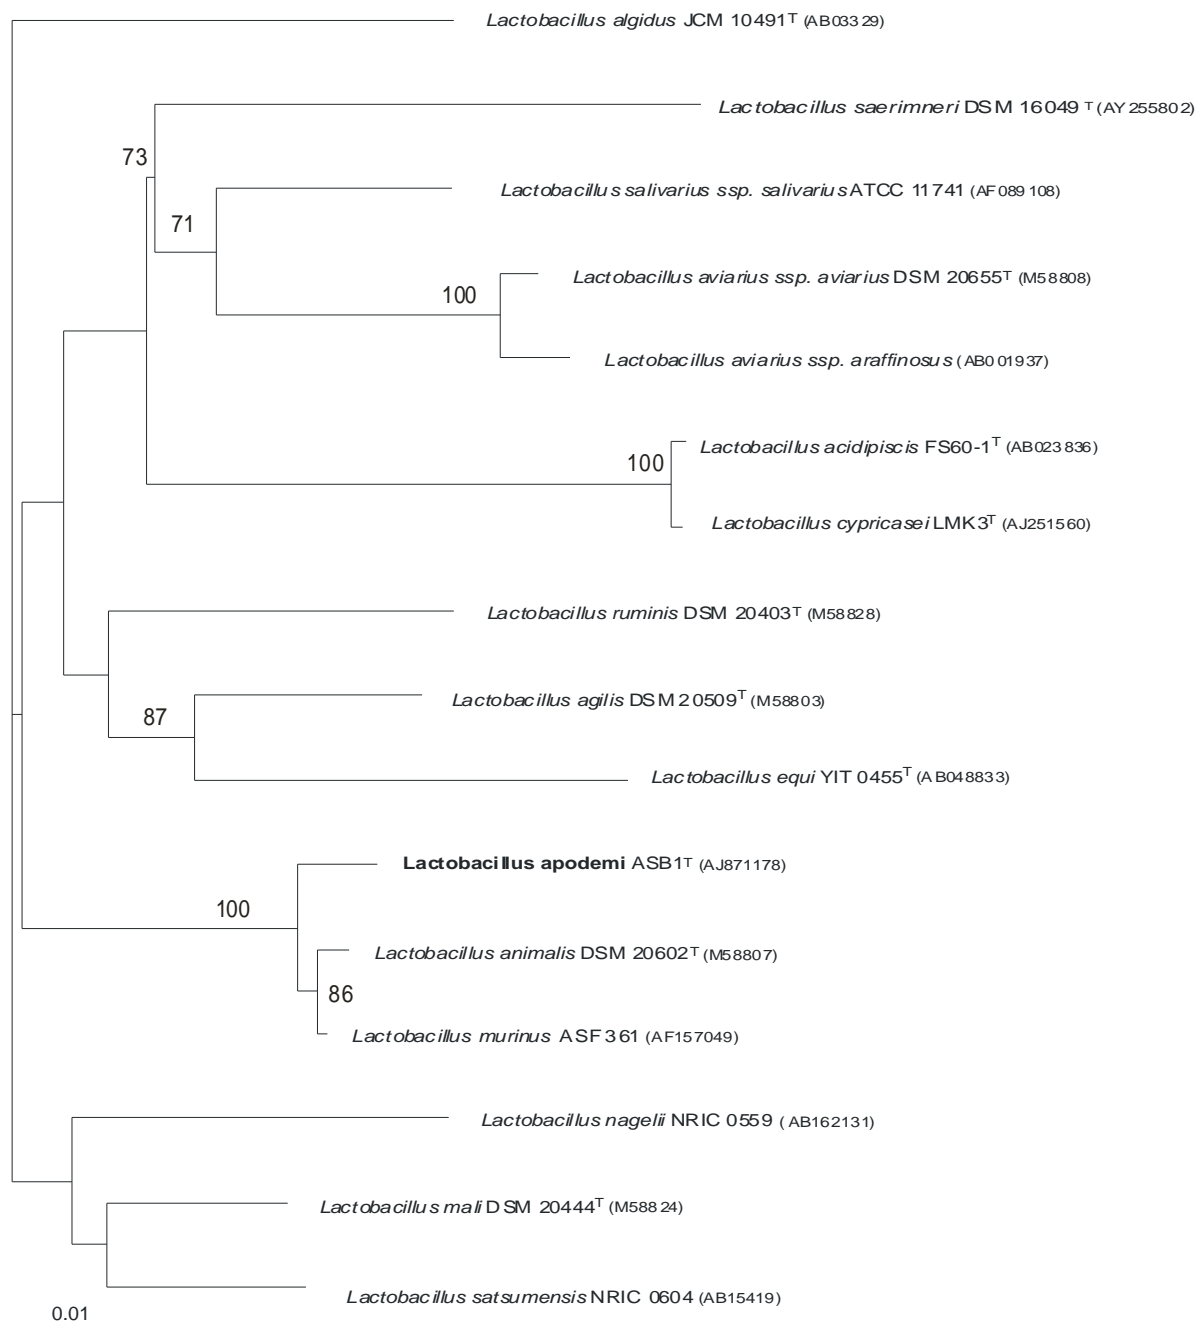 Lactobacillus algidus JCM 10491T (AB03329)
Lactobacillus saerimneri DSM 16049 T (AY255802)
73
Lactobacillus salivarius ssp. salivarius ATCC 11741 (AF089108)
71
Lactobacillus aviarius ssp. aviarius DSM 20655T (M58808)
100
Lactobacillus aviarius ssp. araffinosus (AB001937)
Lactobacillus acidipiscis FS60-1T (AB023836)
100
Lactobacillus cypricasei LMK3T (AJ251560)
Lactobacillus ruminis DSM 20403T (M58828)
Lactobacillus agilis DSM 20509T (M58803)
87
Lactobacillus equi YIT 0455T (AB048833)
Lactobacillus apodemi ASB1T (AJ871178)
100
Lactobacillus animalis DSM 20602T (M58807)
86
Lactobacillus murinus ASF361 (AF157049)
Lactobacillus nagelii NRIC 0559 (AB162131)
Lactobacillus mali DSM 20444T (M58824)
Lactobacillus satsumensis NRIC 0604 (AB15419)
0.01